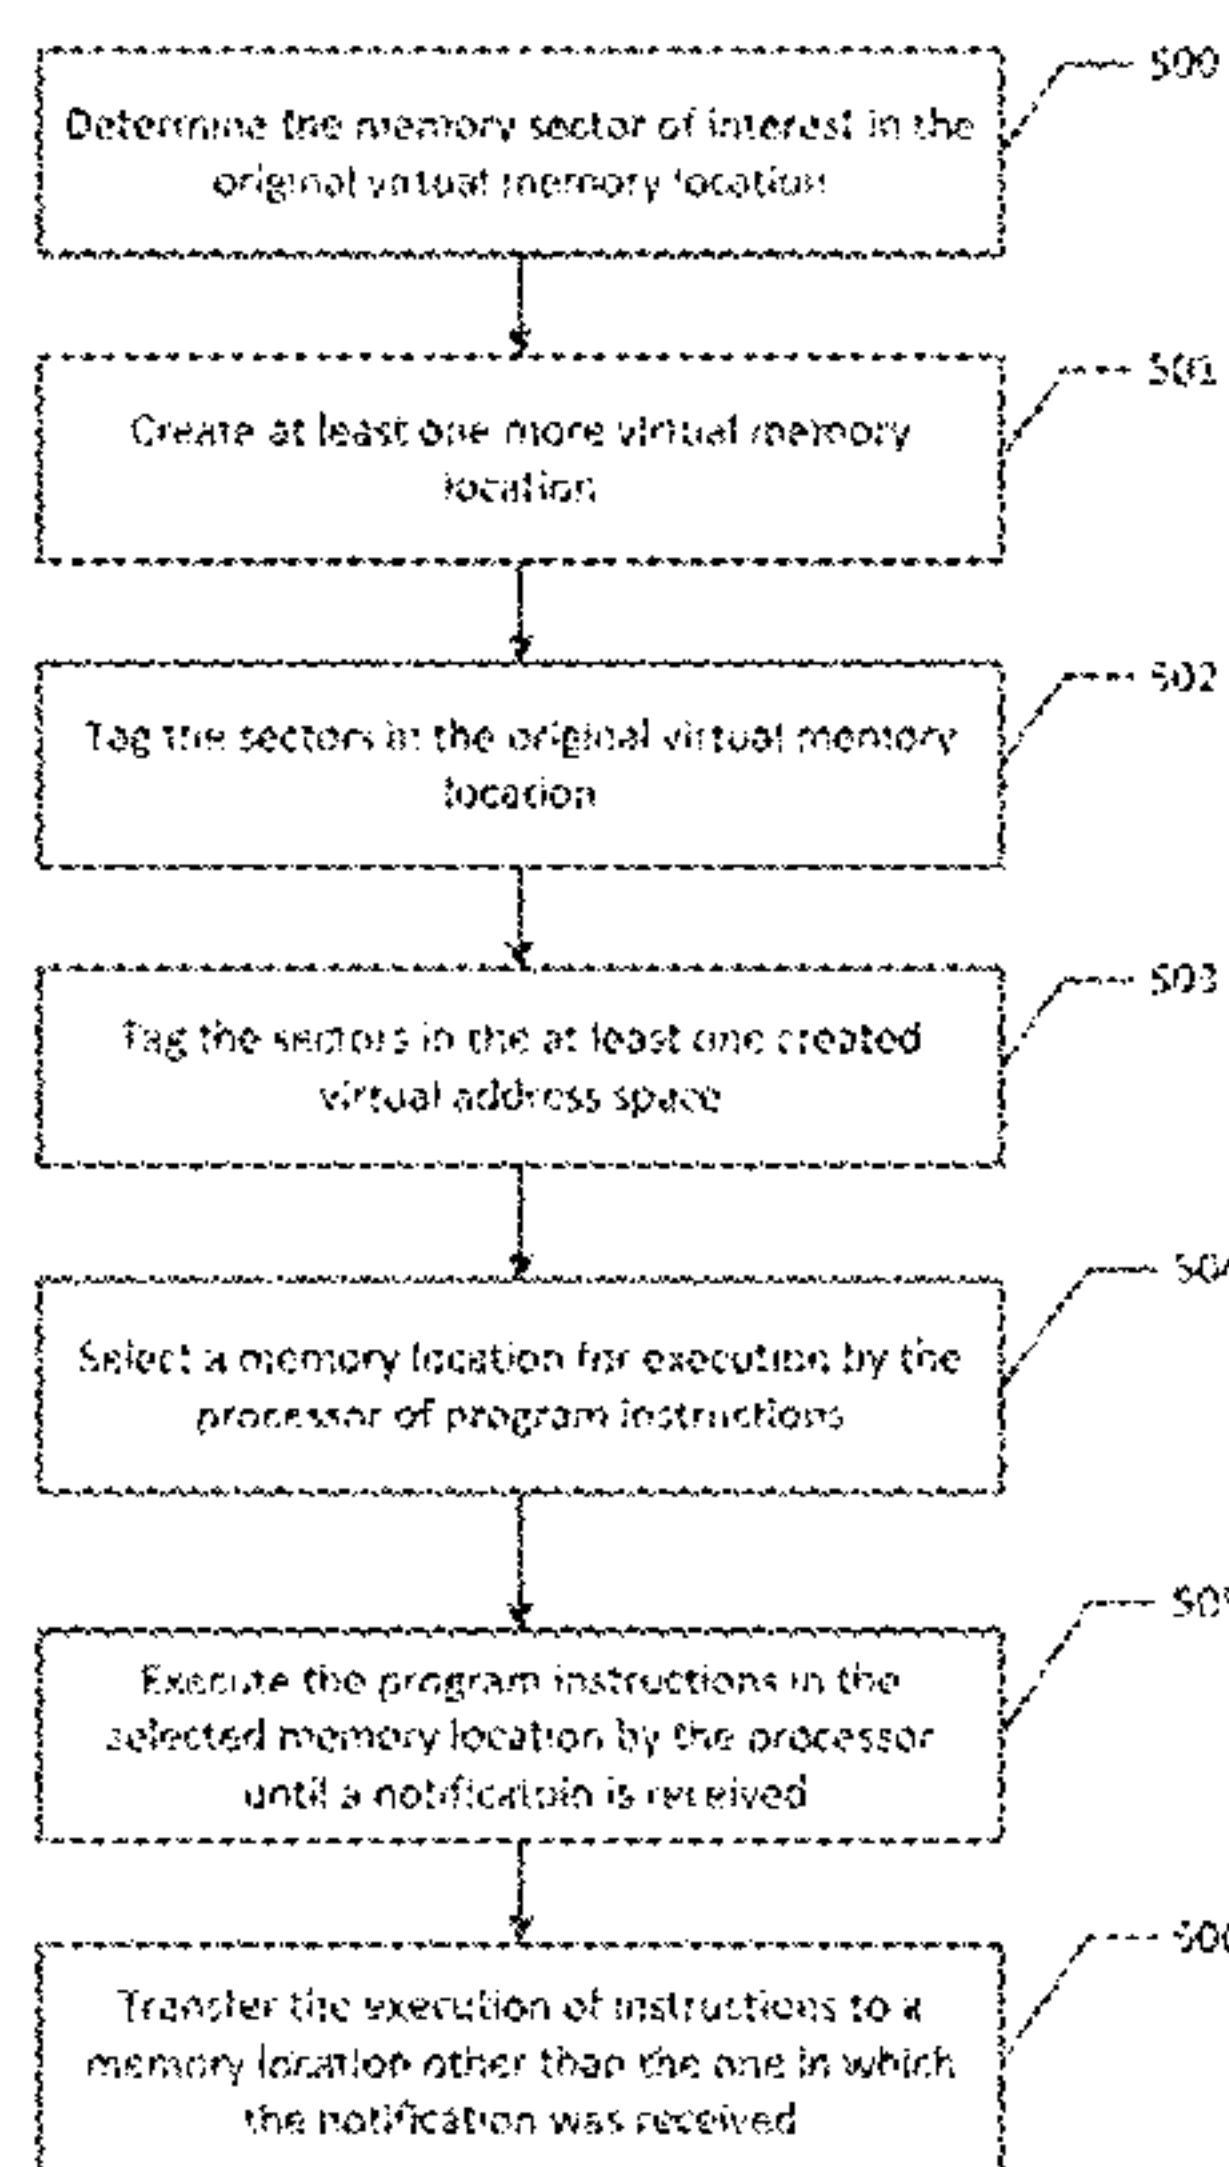 500
Determine the memory sector of interest in the
original virtual memory location
501
Create at least one more virtual memory
location
502
Tag the sectors in the original virtual memory
location
503
Tag the sectors in the at least one created
virtual address space
504
Select a memory location for execution by the
processor of program instructions
505
Execute the program instructions in the
selected memory location by the processor
until a notificatoin is received
506
Transfer the execution of instructions to a
memory location other than the one in which
the notification was received